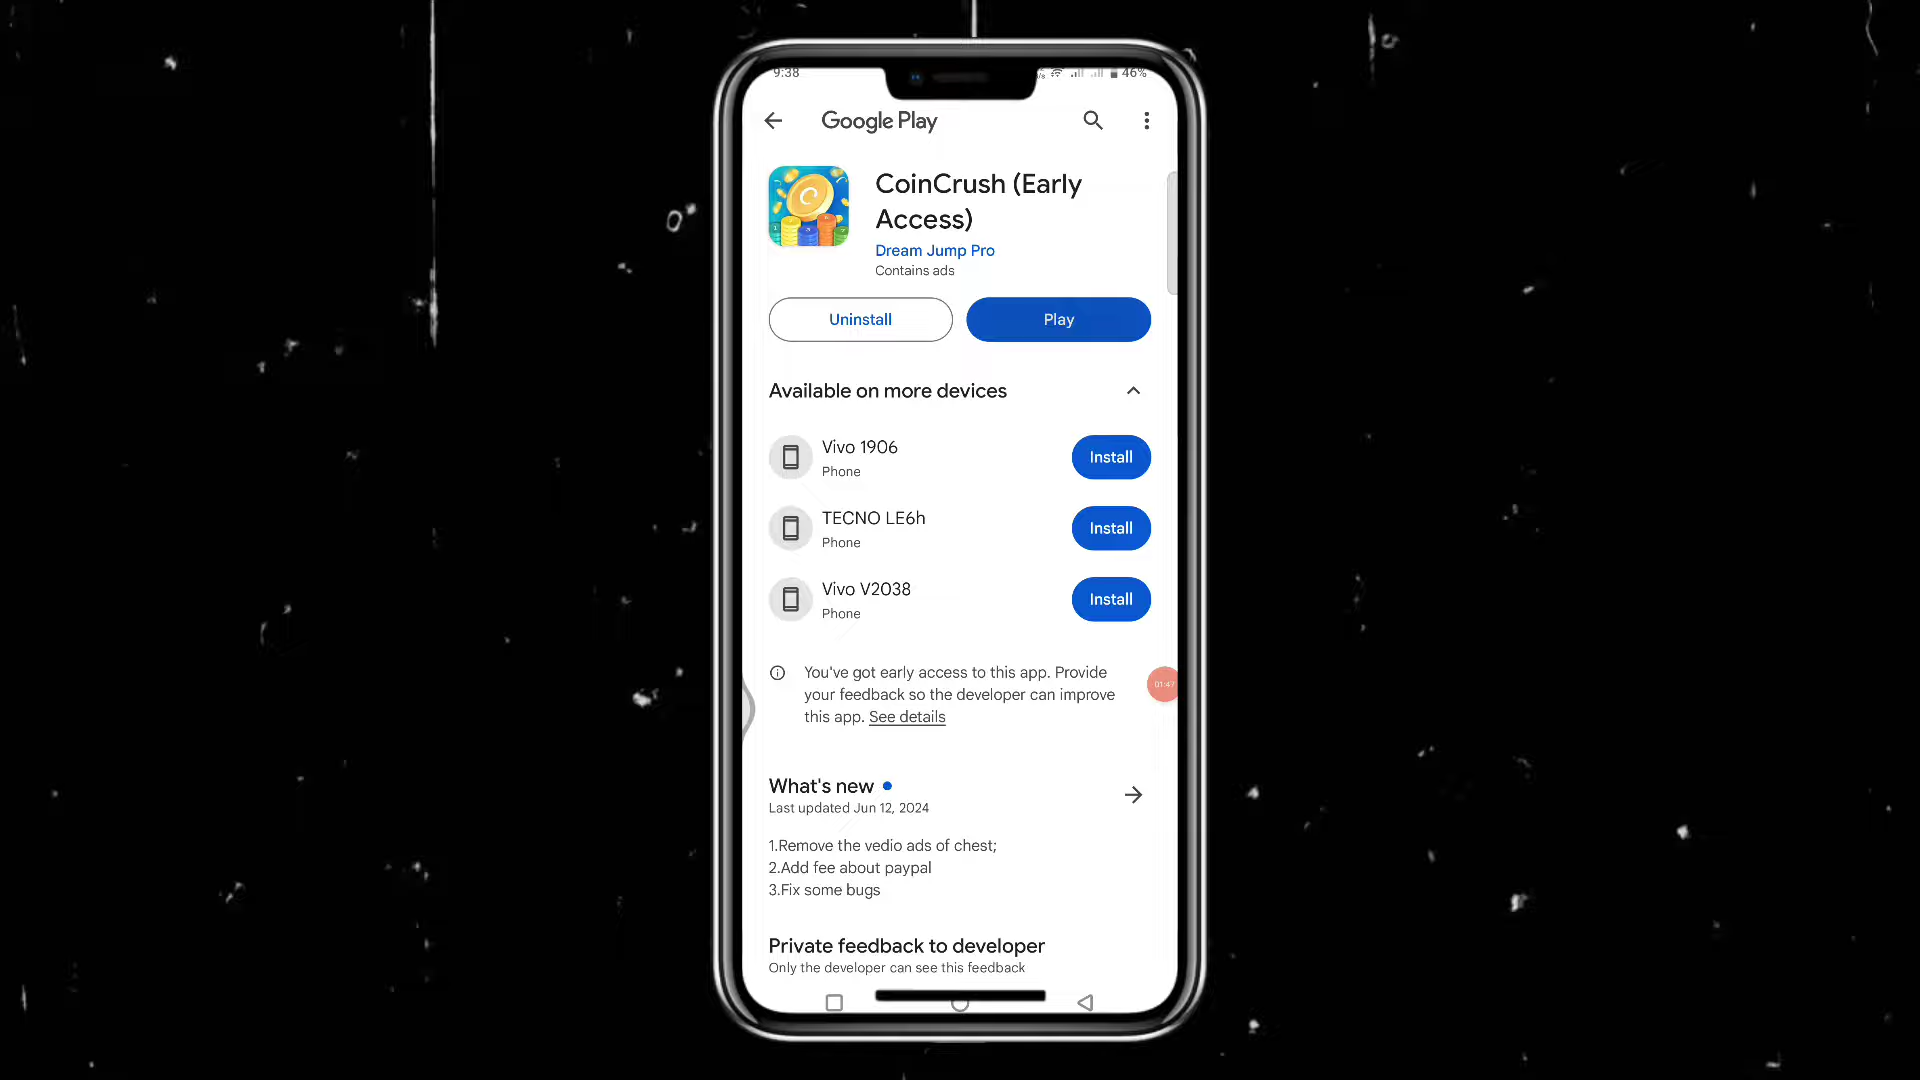 9:38
46%
Google Play
CoinCrush (Early
Access)
Dream Jump Pro
Contains ads
Uninstall
Play
Available on more devices
Vivo 1906
Phone
Install
TECNO LE6h
Phone
Install
Vivo V2038
Phone
Install
You've got early access to this app. Provide
your feedback so the developer can improve
this app. See details
01:47
What's new
Last updated Jun 12, 2024
1.Remove the vedio ads of chest;
2.Add fee about paypal
3.Fix some bugs
Private feedback to developer
Only the developer can see this feedback